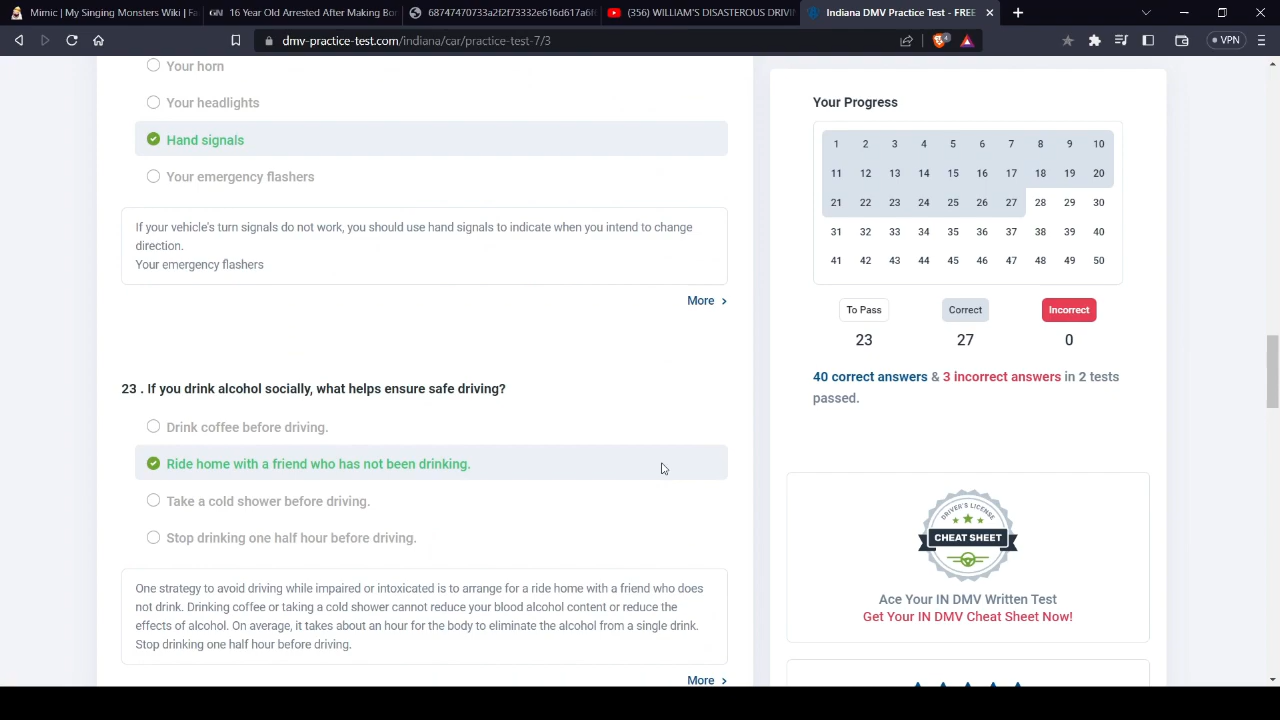 Mimic | My Singing Monsters Wiki | Fa
16 Year Old Arrested After Making Bo
68747470733a2f2f73332e616d617a6f
(356) WILLIAM'S DISASTROUS DRIVI
Indiana DMV Practice Test - FREE
dmv-practice-test.com/indiana/car/practice-test-7/3
4
VPN
Your horn
Your headlights
Hand signals
Your emergency flashers
If your vehicle's turn signals do not work, you should use hand signals to indicate when you intend to change
direction.
Your emergency flashers
More
23 . If you drink alcohol socially, what helps ensure safe driving?
Drink coffee before driving.
Ride home with a friend who has not been drinking.
Take a cold shower before driving.
Stop drinking one half hour before driving.
One strategy to avoid driving while impaired or intoxicated is to arrange for a ride home with a friend who does
not drink. Drinking coffee or taking a cold shower cannot reduce your blood alcohol content or reduce the
effects of alcohol. On average, it takes about an hour for the body to eliminate the alcohol from a single drink.
Stop drinking one half hour before driving.
More
Your Progress
1 2 3 4 5 6 7 8 9 10
11 12 13 14 15 16 17 18 19 20
21 22 23 24 25 26 27 28 29 30
31 32 33 34 35 36 37 38 39 40
41 42 43 44 45 46 47 48 49 50
To Pass Correct Incorrect
23 27 0
40 correct answers & 3 incorrect answers in 2 tests
passed.
DRIVER'S LICENSE
CHEAT SHEET
Ace Your IN DMV Written Test
Get Your IN DMV Cheat Sheet Now!